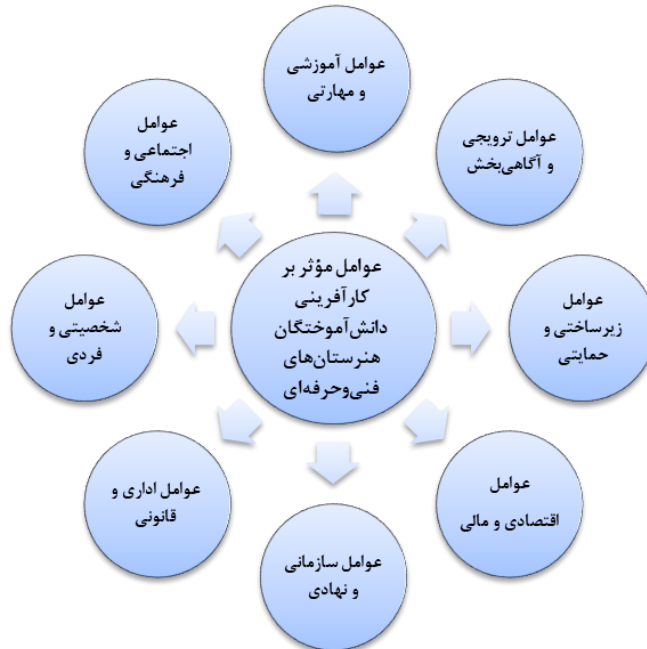 عوامل آموزشی
و مهارتی
عوامل ترویجی
و آگاهی‌بخش
عوامل
زیرساختی و
حمایتی
عوامل
اقتصادی و مالی
عوامل سازمانی
و نهادی
عوامل اداری و
قانونی
عوامل
شخصیتی و
فردی
عوامل
اجتماعی و
فرهنگی
عوامل مؤثر بر
کارآفرینی
دانش‌آموختگان
هنرستان‌های
فنی‌وحرفه‌ای